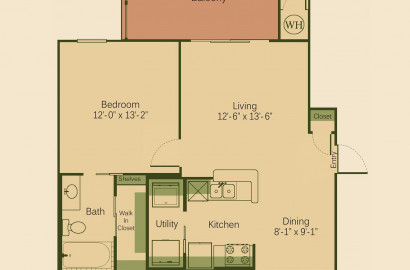 Balcony
WH
Bedroom
12'-0" x 13'-2"
Living
12'-6" x 13'-6"
Closet
Entry
Shelves
Bath
Walk
In
Closet
Utility
Kitchen
Dining
8'-1" x 9'-1"